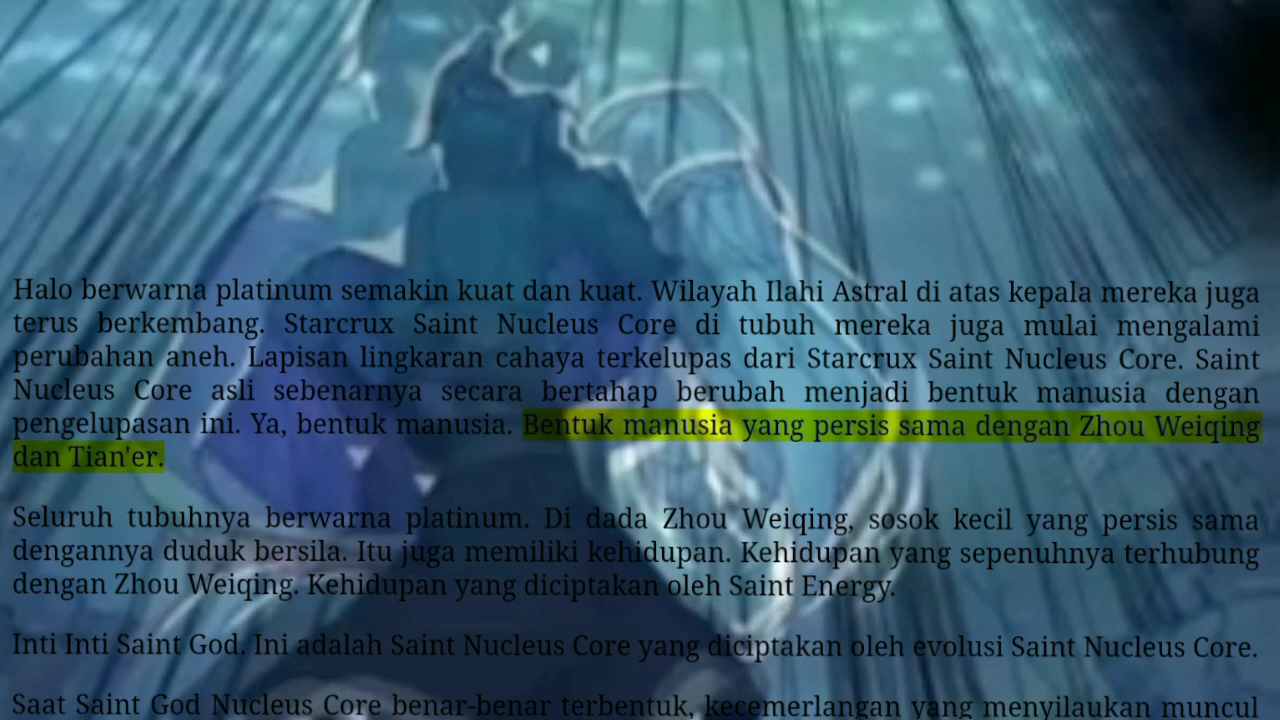 Halo berwarna platinum semakin kuat dan kuat. Wilayah Ilahi Astral di atas kepala mereka juga
terus berkembang. Starcrux Saint Nucleus Core di tubuh mereka juga mulai mengalami
perubahan aneh. Lapisan lingkaran cahaya terkelupas dari Starcrux Saint Nucleus Core. Saint
Nucleus Core asli sebenarnya secara bertahap berubah menjadi bentuk manusia dengan
pengelupasan ini. Ya, bentuk manusia. Bentuk manusia yang persis sama dengan Zhou Weiqing
dan Tian'er.
Seluruh tubuhnya berwarna platinum. Di dada Zhou Weiqing, sosok kecil yang persis sama
dengannya duduk bersila. Itu juga memiliki kehidupan. Kehidupan yang sepenuhnya terhubung
dengan Zhou Weiqing. Kehidupan yang diciptakan oleh Saint Energy.
Inti Inti Saint God. Ini adalah Saint Nucleus Core yang diciptakan oleh evolusi Saint Nucleus Core.
Saat Saint God Nucleus Core benar-benar terbentuk, kecemerlangan yang menyilaukan muncul